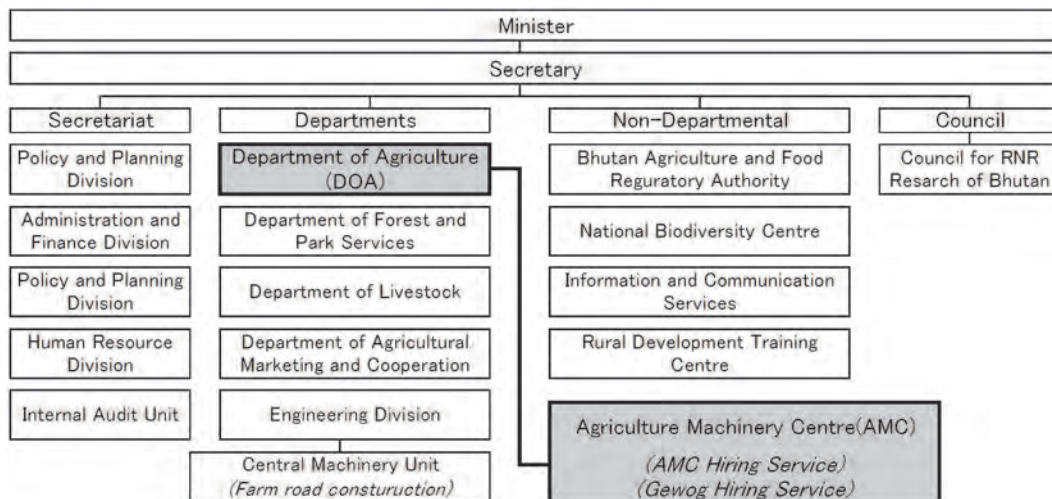 Minister
Secretary
Secretariat
Departments
Non-Departmental
Council
Policy and Planning
Division
Department of Agriculture
(DOA)
Bhutan Agriculture and Food
Reguratory Authority
Council for RNR
Resarch of Bhutan
Administration and
Finance Division
Department of Forest and
Park Services
National Biodiversity Centre
Policy and Planning
Division
Department of Livestock
Information and Communication
Services
Human Resource
Division
Department of Agricultural
Marketing and Cooperation
Rural Development Training
Centre
Internal Audit Unit
Engineering Division
Agriculture Machinery Centre(AMC)
(AMC Hiring Service)
(Gewog Hiring Service)
Central Machinery Unit
(Farm road consturuction)